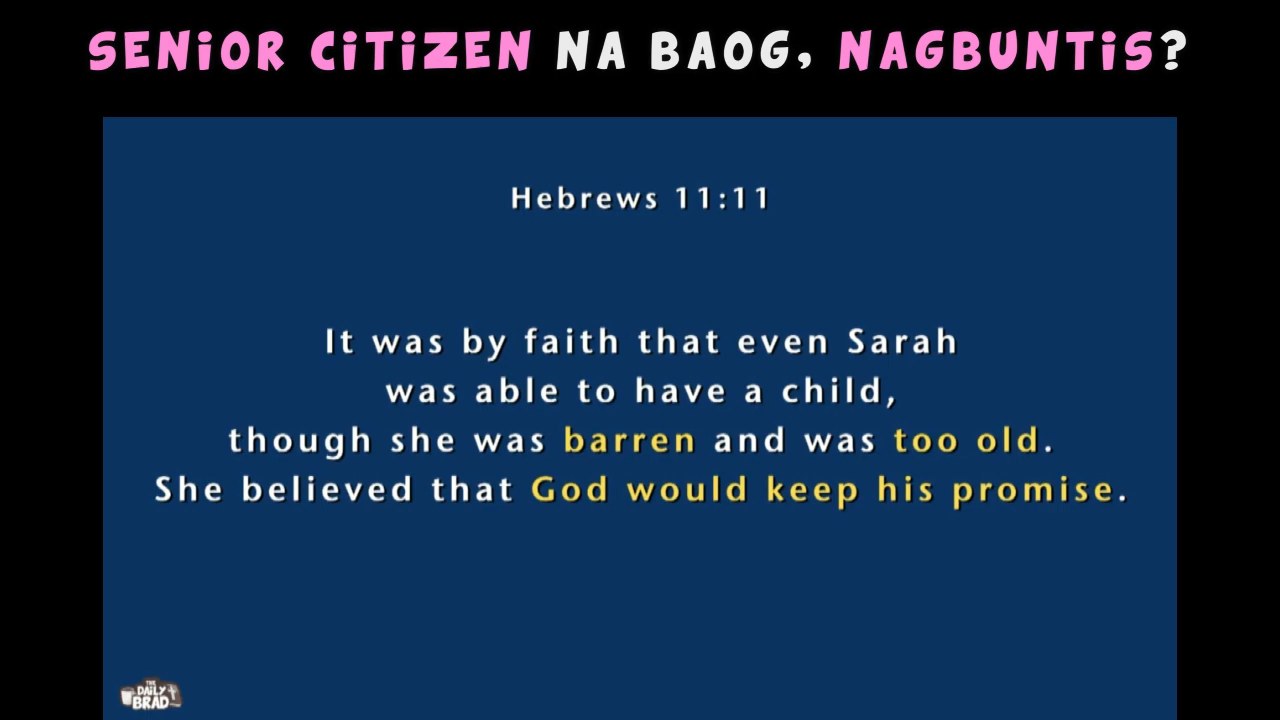 SENiOR CiTiZEN NA BAOG, NAGBUNTiS?
Hebrews 11:11
It was by faith that even Sarah
was able to have a child,
though she was barren and was too old.
She believed that God would keep his promise.
THE
DAILY
BRAD